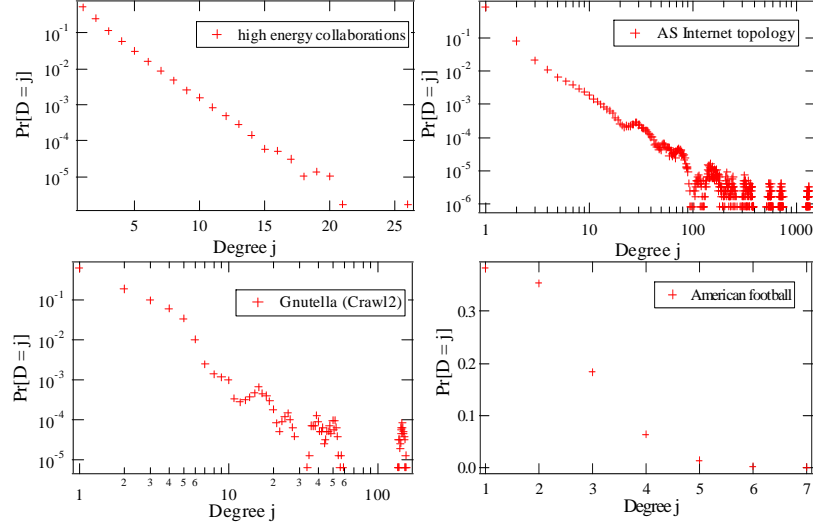 high energy collaborations
Pr[D = j]
10^-1
10^-2
10^-3
10^-4
10^-5
5 10 15 20 25
Degree j
AS Internet topology
Pr[D = j]
10^-1
10^-2
10^-3
10^-4
10^-5
10^-6
1 10 100 1000
Degree j
Gnutella (Crawl2)
Pr[D = j]
10^-1
10^-2
10^-3
10^-4
10^-5
1 2 3 4 5 6 10 2 3 4 5 6 100
Degree j
American football
Pr[D = j]
0.3
0.2
0.1
0.0
1 2 3 4 5 6 7
Degree j